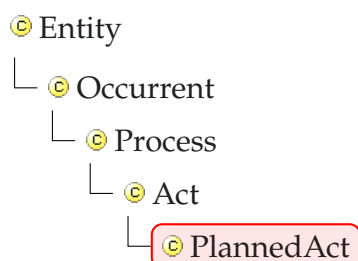 © Entity
© Occurrent
© Process
© Act
© PlannedAct